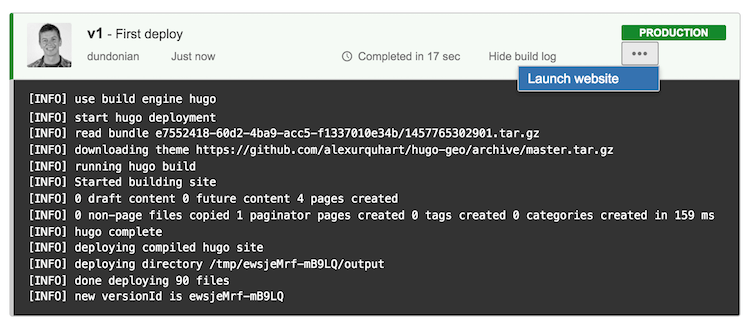 v1 - First deploy
PRODUCTION
dundonian Just now Completed in 17 sec Hide build log •••
Launch website
[INFO] use build engine hugo
[INFO] start hugo deployment
[INFO] read bundle e7552418-60d2-4ba9-acc5-f1337010e34b/1457765302901.tar.gz
[INFO] downloading theme https://github.com/alexurquhart/hugo-geo/archive/master.tar.gz
[INFO] running hugo build
[INFO] Started building site
[INFO] 0 draft content 0 future content 4 pages created
[INFO] 0 non-page files copied 1 paginator pages created 0 tags created 0 categories created in 159 ms
[INFO] hugo complete
[INFO] deploying compiled hugo site
[INFO] deploying directory /tmp/ewsjeMrf-mB9LQ/output
[INFO] done deploying 90 files
[INFO] new versionId is ewsjeMrf-mB9LQ